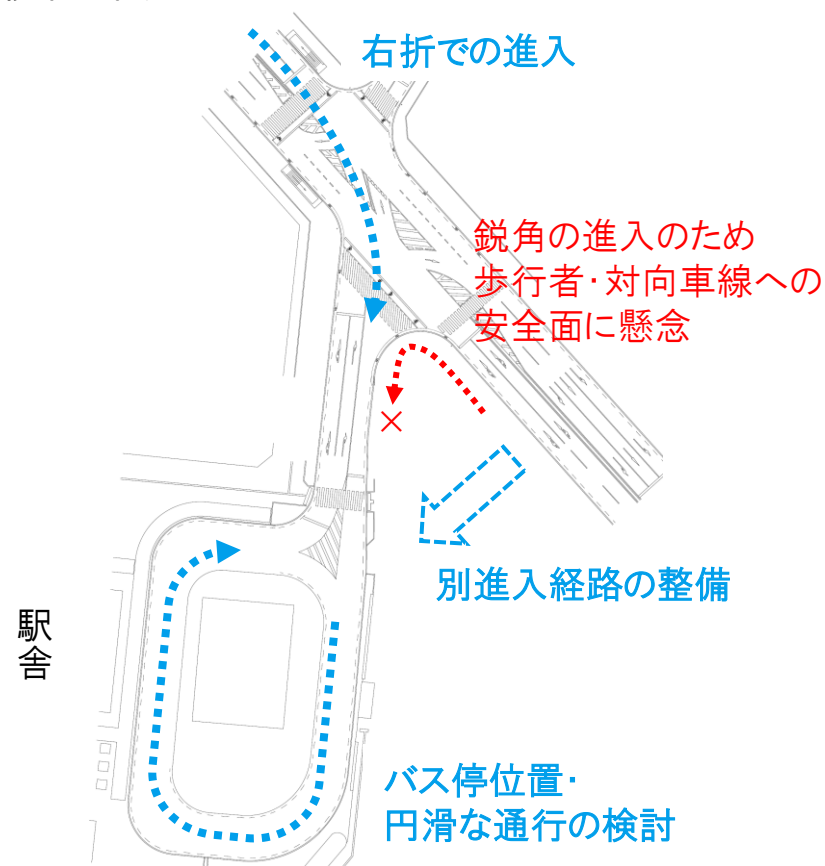 右折での進入
鋭角の進入のため
歩行者・対向車線への
安全面に懸念
×
別進入経路の整備
駅舎
バス停位置・
円滑な通行の検討